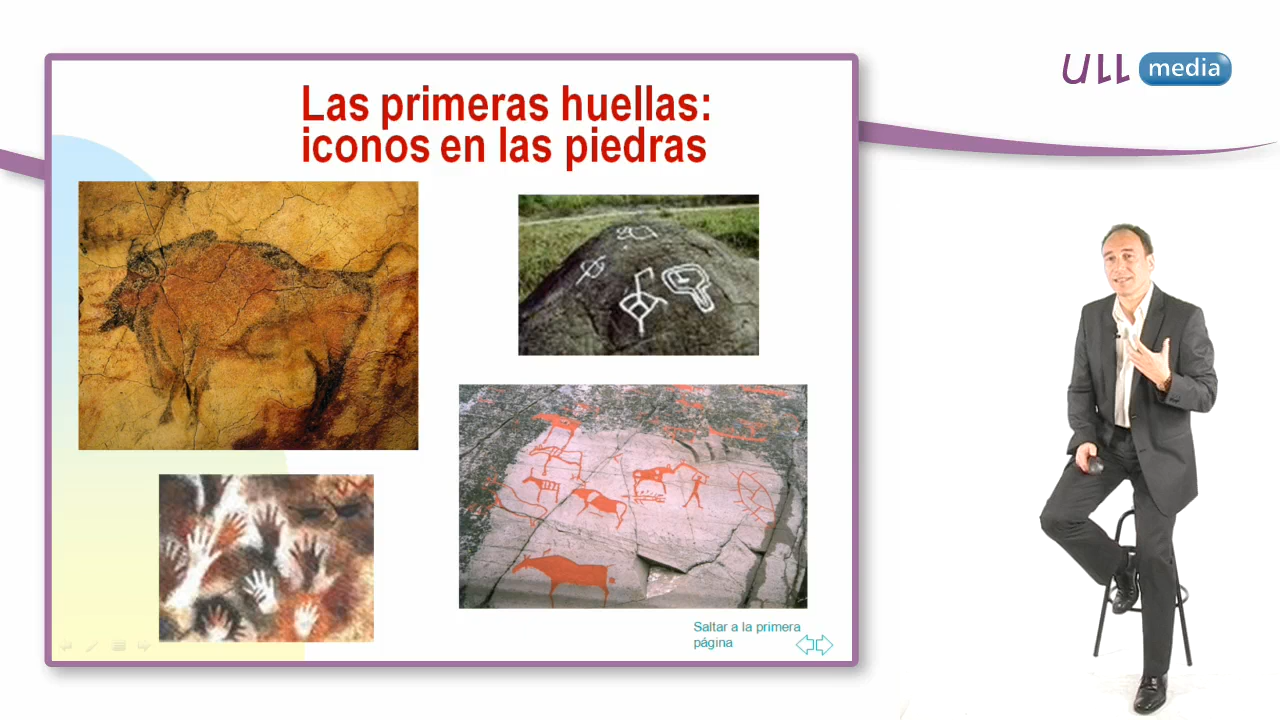 ULL media
Las primeras huellas:
iconos en las piedras
Saltar a la primera
página